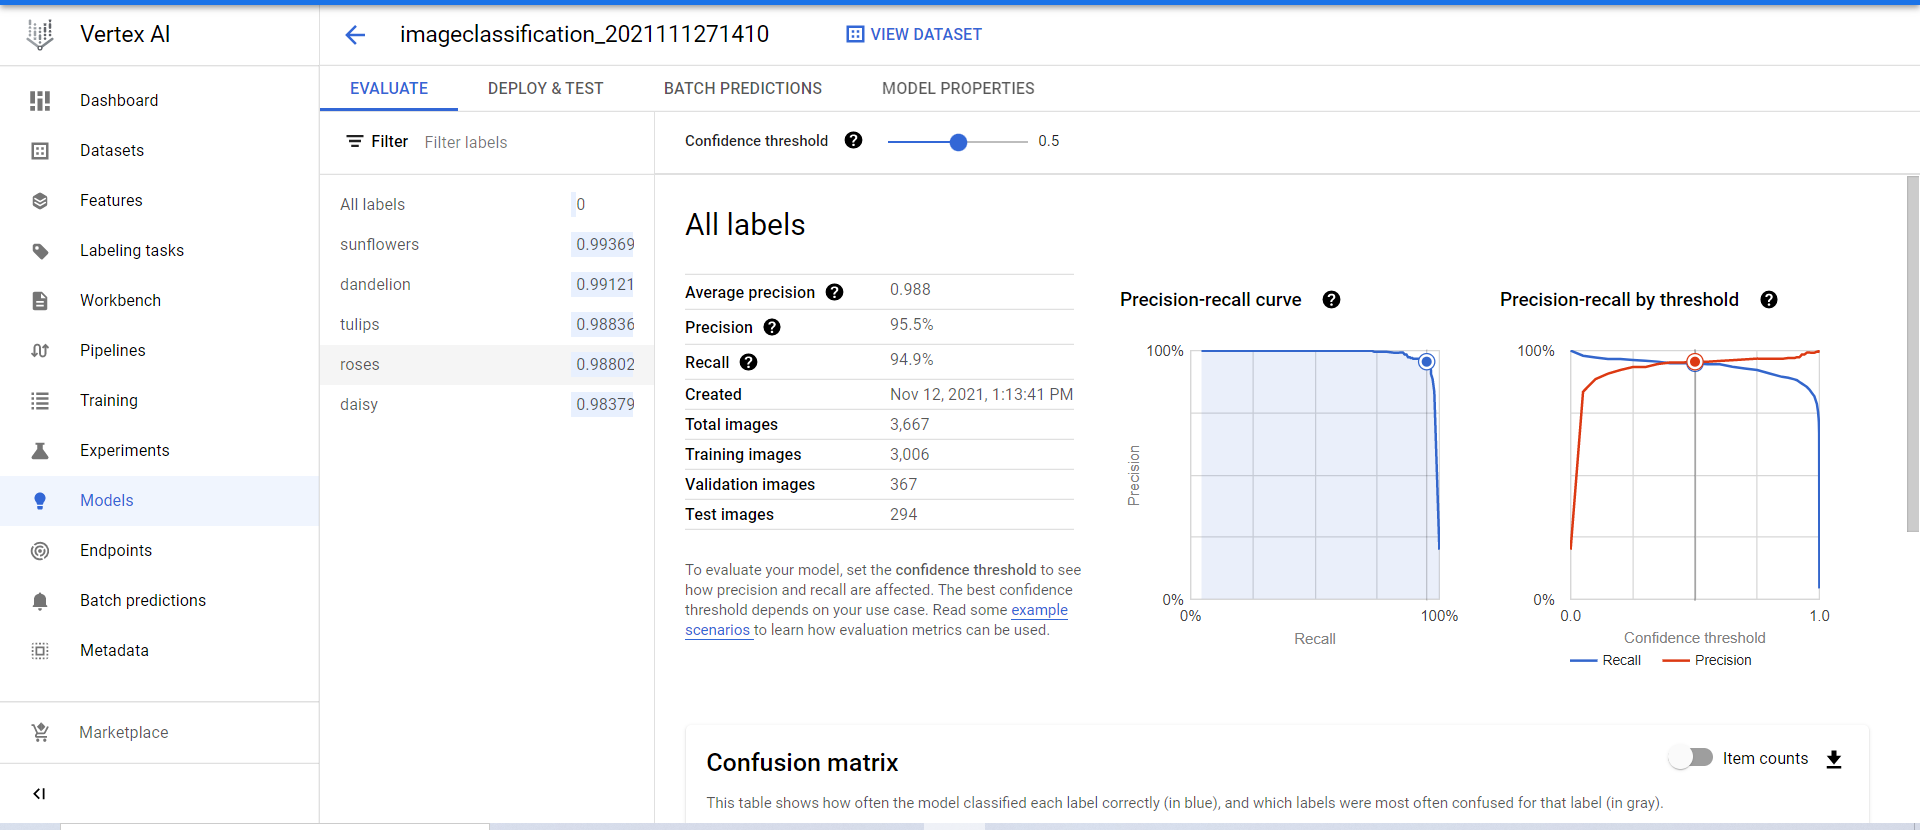 Vertex AI
imageclassification_2021111271410
VIEW DATASET
EVALUATE
DEPLOY & TEST
BATCH PREDICTIONS
MODEL PROPERTIES
Dashboard
Datasets
Features
Labeling tasks
Workbench
Pipelines
Training
Experiments
Models
Endpoints
Batch predictions
Metadata
Marketplace
Filter Filter labels
All labels 0
sunflowers 0.99369
dandelion 0.99121
tulips 0.98836
roses 0.98802
daisy 0.98379
Confidence threshold ? 0.5
All labels
Average precision ? 0.988
Precision ? 95.5%
Recall ? 94.9%
Created Nov 12, 2021, 1:13:41 PM
Total images 3,667
Training images 3,006
Validation images 367
Test images 294
To evaluate your model, set the confidence threshold to see
how precision and recall are affected. The best confidence
threshold depends on your use case. Read some example
scenarios to learn how evaluation metrics can be used.
Precision-recall curve ?
100%
Precision
0%
0% 100%
Recall
Precision-recall by threshold ?
100%
0%
0.0 1.0
Confidence threshold
Recall Precision
Confusion matrix
Item counts
This table shows how often the model classified each label correctly (in blue), and which labels were most often confused for that label (in gray).